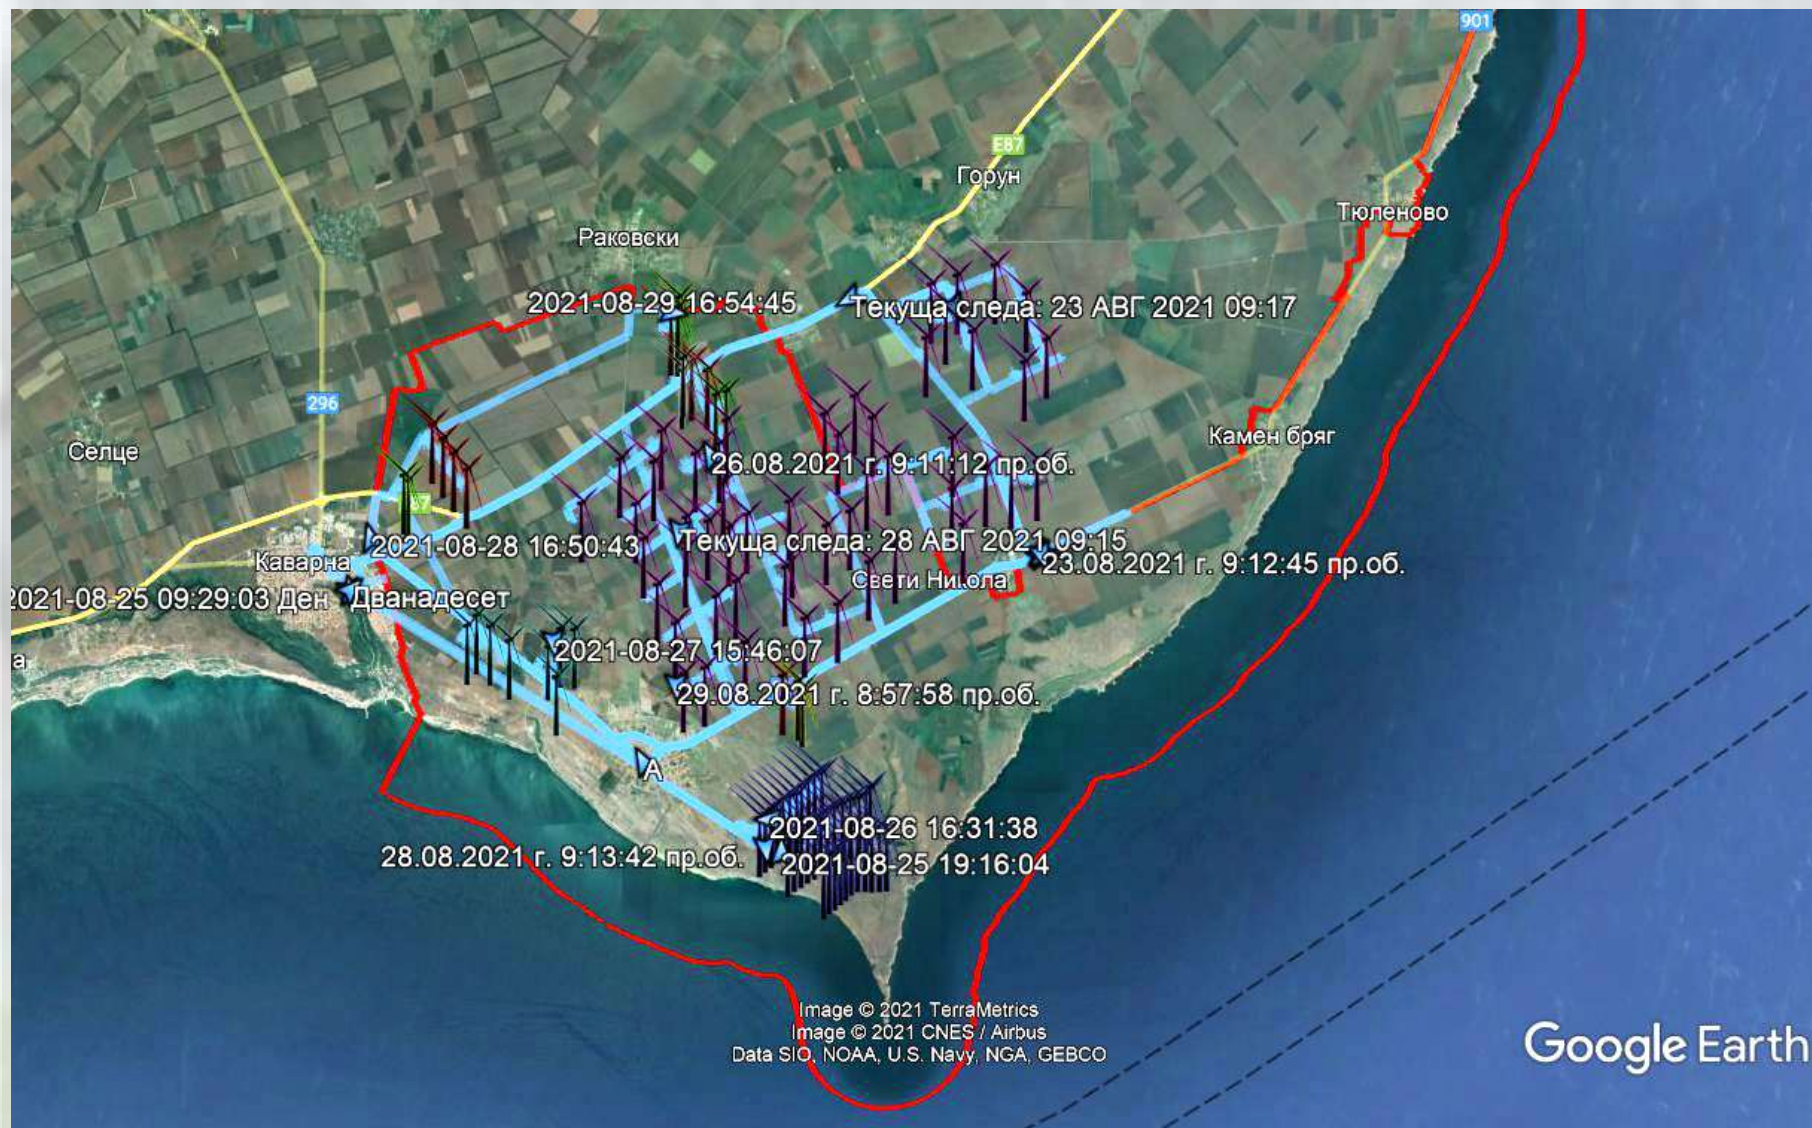 901
E87
Горун
Тюленово
Раковски
2021-08-29 16:54:45
Текуща следа: 23 АВГ 2021 09:17
296
Камен бряг
Селце
26.08.2021 г. 9:11:12 пр.об.
87
Текуща следа: 28 АВГ 2021 09:15
2021-08-28 16:50:43
Каварна
23.08.2021 г. 9:12:45 пр.об.
Свети Никола
2021-08-25 09:29:03 Ден Дванадесет
2021-08-27 15:46:07
а
29.08.2021 г. 8:57:58 пр.об.
A
2021-08-26 16:31:38
28.08.2021 г. 9:13:42 пр.об.
2021-08-25 19:16:04
Image © 2021 TerraMetrics
Image © 2021 CNES / Airbus
Data SIO, NOAA, U.S. Navy, NGA, GEBCO
Google Earth